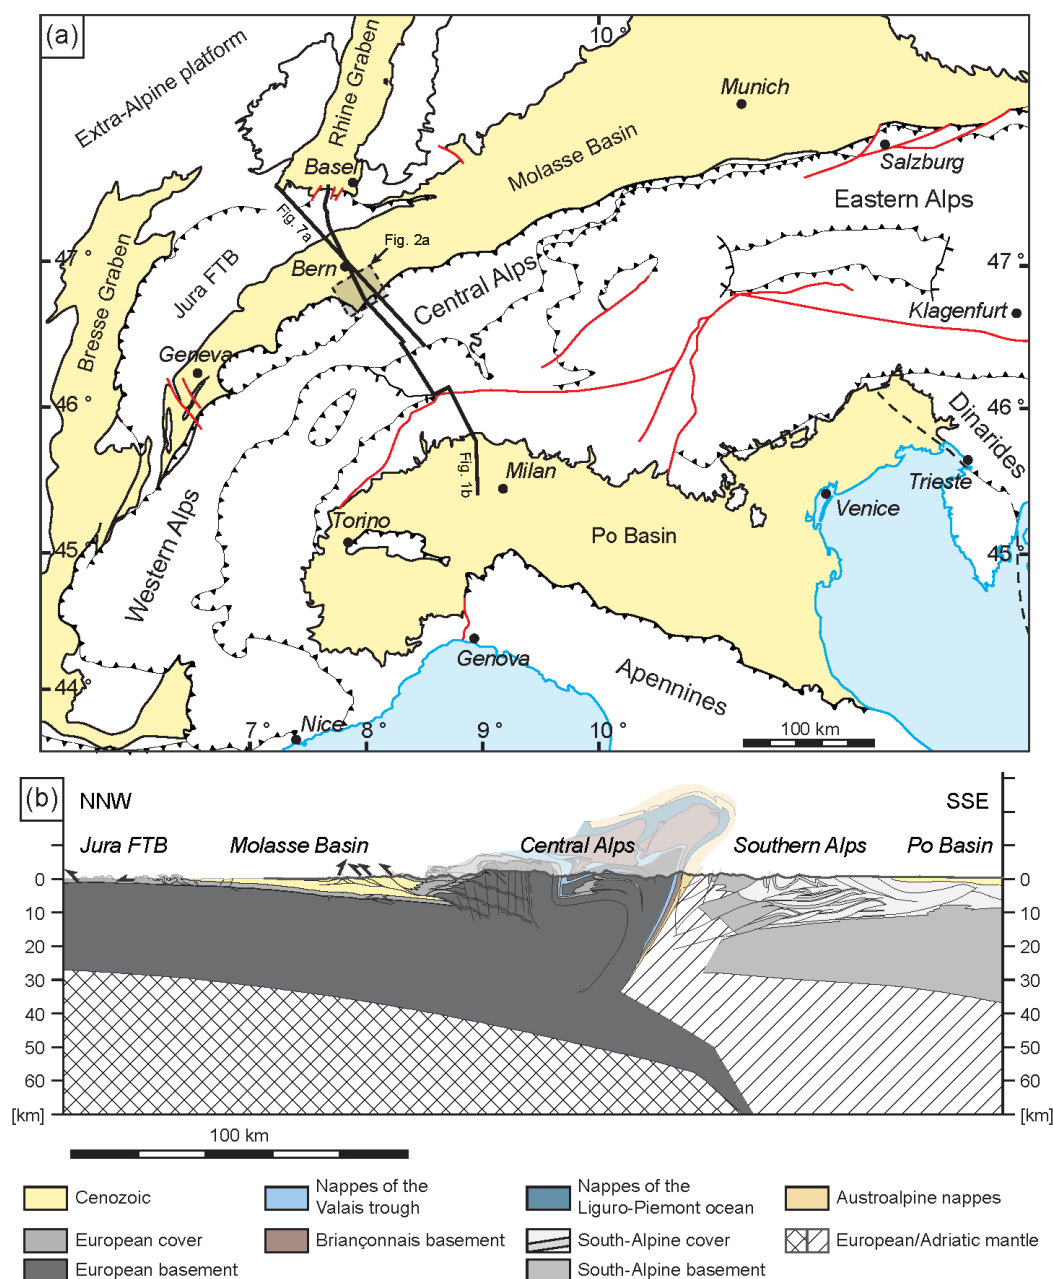 (a)
10°
Extra-Alpine platform
Rhine Graben
Munich
Basel
Molasse Basin
Salzburg
Eastern Alps
Fig. 7a
Fig. 2a
47°
Bern
Jura FTB
Central Alps
47°
Bresse Graben
Klagenfurt
Geneva
46°
46°
Dinarides
Fig. 1b
Milan
Trieste
Venice
Torino
Po Basin
45°
45°
Western Alps
Genova
Apennines
44°
Nice
7°
8°
9°
10°
100 km
(b)
NNW
SSE
Jura FTB
Molasse Basin
Central Alps
Southern Alps
Po Basin
0
0
10
10
20
20
30
30
40
40
50
50
60
60
[km]
[km]
100 km
Cenozoic
Nappes of the
Valais trough
Nappes of the
Liguro-Piemont ocean
Austroalpine nappes
European cover
Briançonnais basement
South-Alpine cover
European/Adriatic mantle
European basement
South-Alpine basement